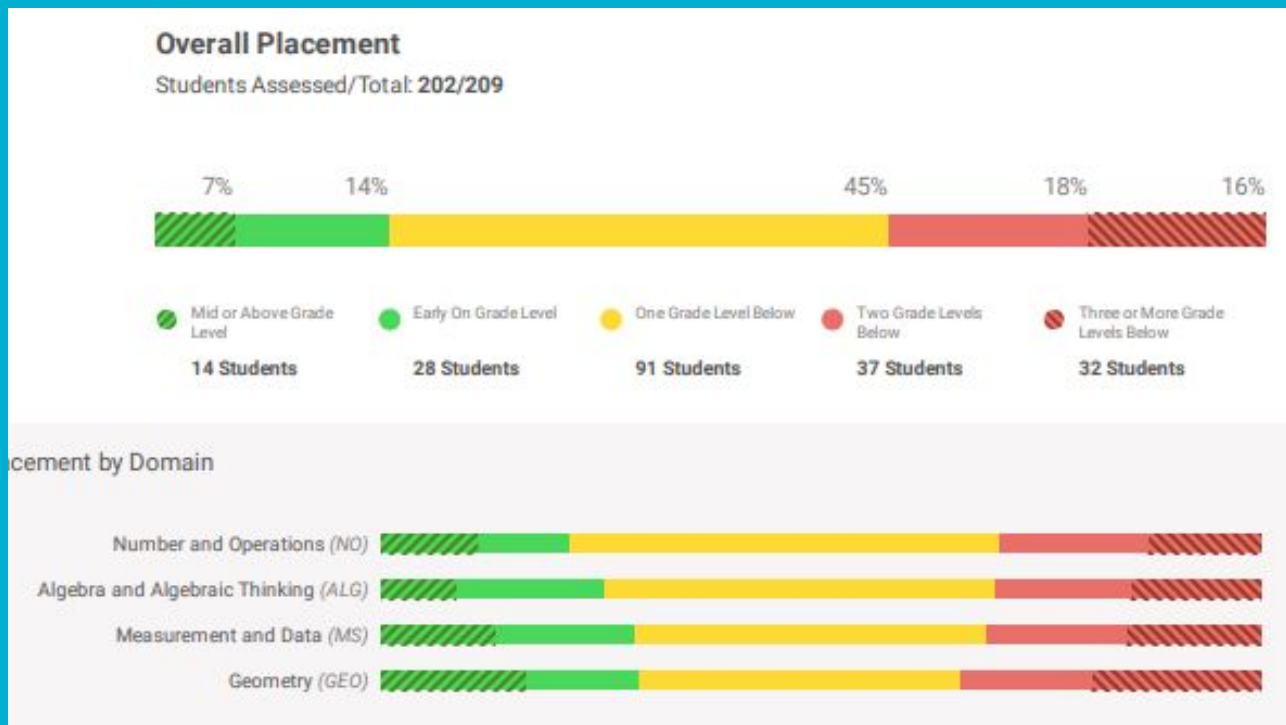 Overall Placement
Students Assessed/Total: 202/209
7% 14% 45% 18% 16%
Mid or Above Grade Level
14 Students
Early On Grade Level
28 Students
One Grade Level Below
91 Students
Two Grade Levels Below
37 Students
Three or More Grade Levels Below
32 Students
cement by Domain
Number and Operations (NO)
Algebra and Algebraic Thinking (ALG)
Measurement and Data (MS)
Geometry (GEO)